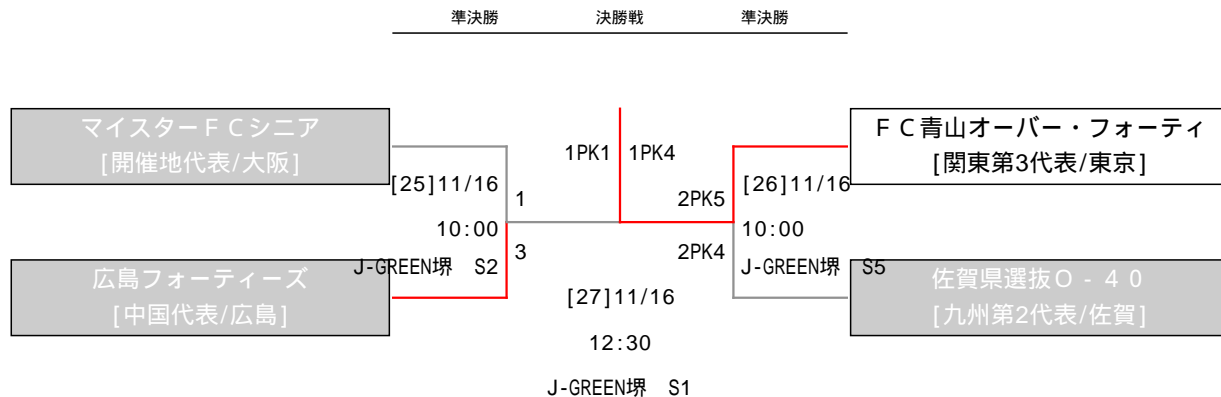 準決勝 決勝戦 準決勝
マイスターＦＣシニア
[開催地代表/大阪]
ＦＣ青山オーバー・フォーティ
[関東第3代表/東京]
1PK1 1PK4
[25]11/16
1
10:00
3
J-GREEN堺 S2
2PK5
[26]11/16
10:00
2PK4
J-GREEN堺 S5
広島フォーティーズ
[中国代表/広島]
佐賀県選抜Ｏ‐４０
[九州第2代表/佐賀]
[27]11/16
12:30
J-GREEN堺 S1